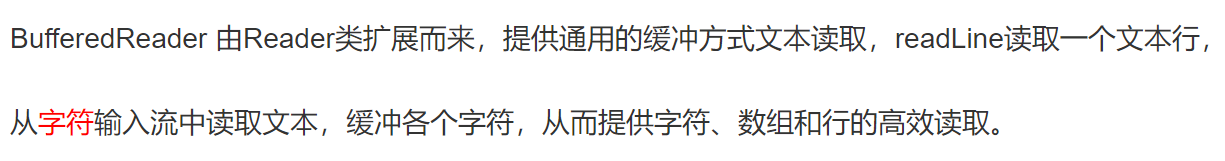 BufferedReader 由Reader类扩展而来，提供通用的缓冲方式文本读取，readLine读取一个文本行，
从字符输入流中读取文本，缓冲各个字符，从而提供字符、数组和行的高效读取。